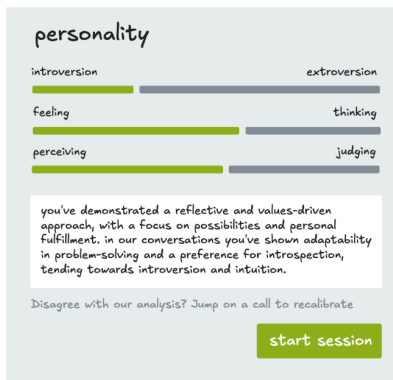 personality
introversion extroversion
feeling thinking
perceiving judging
you've demonstrated a reflective and values-driven
approach, with a focus on possibilities and personal
fulfillment. in our conversations you've shown adaptability
in problem-solving and a preference for introspection,
tending towards introversion and intuition.
Disagree with our analysis? Jump on a call to recalibrate
start session